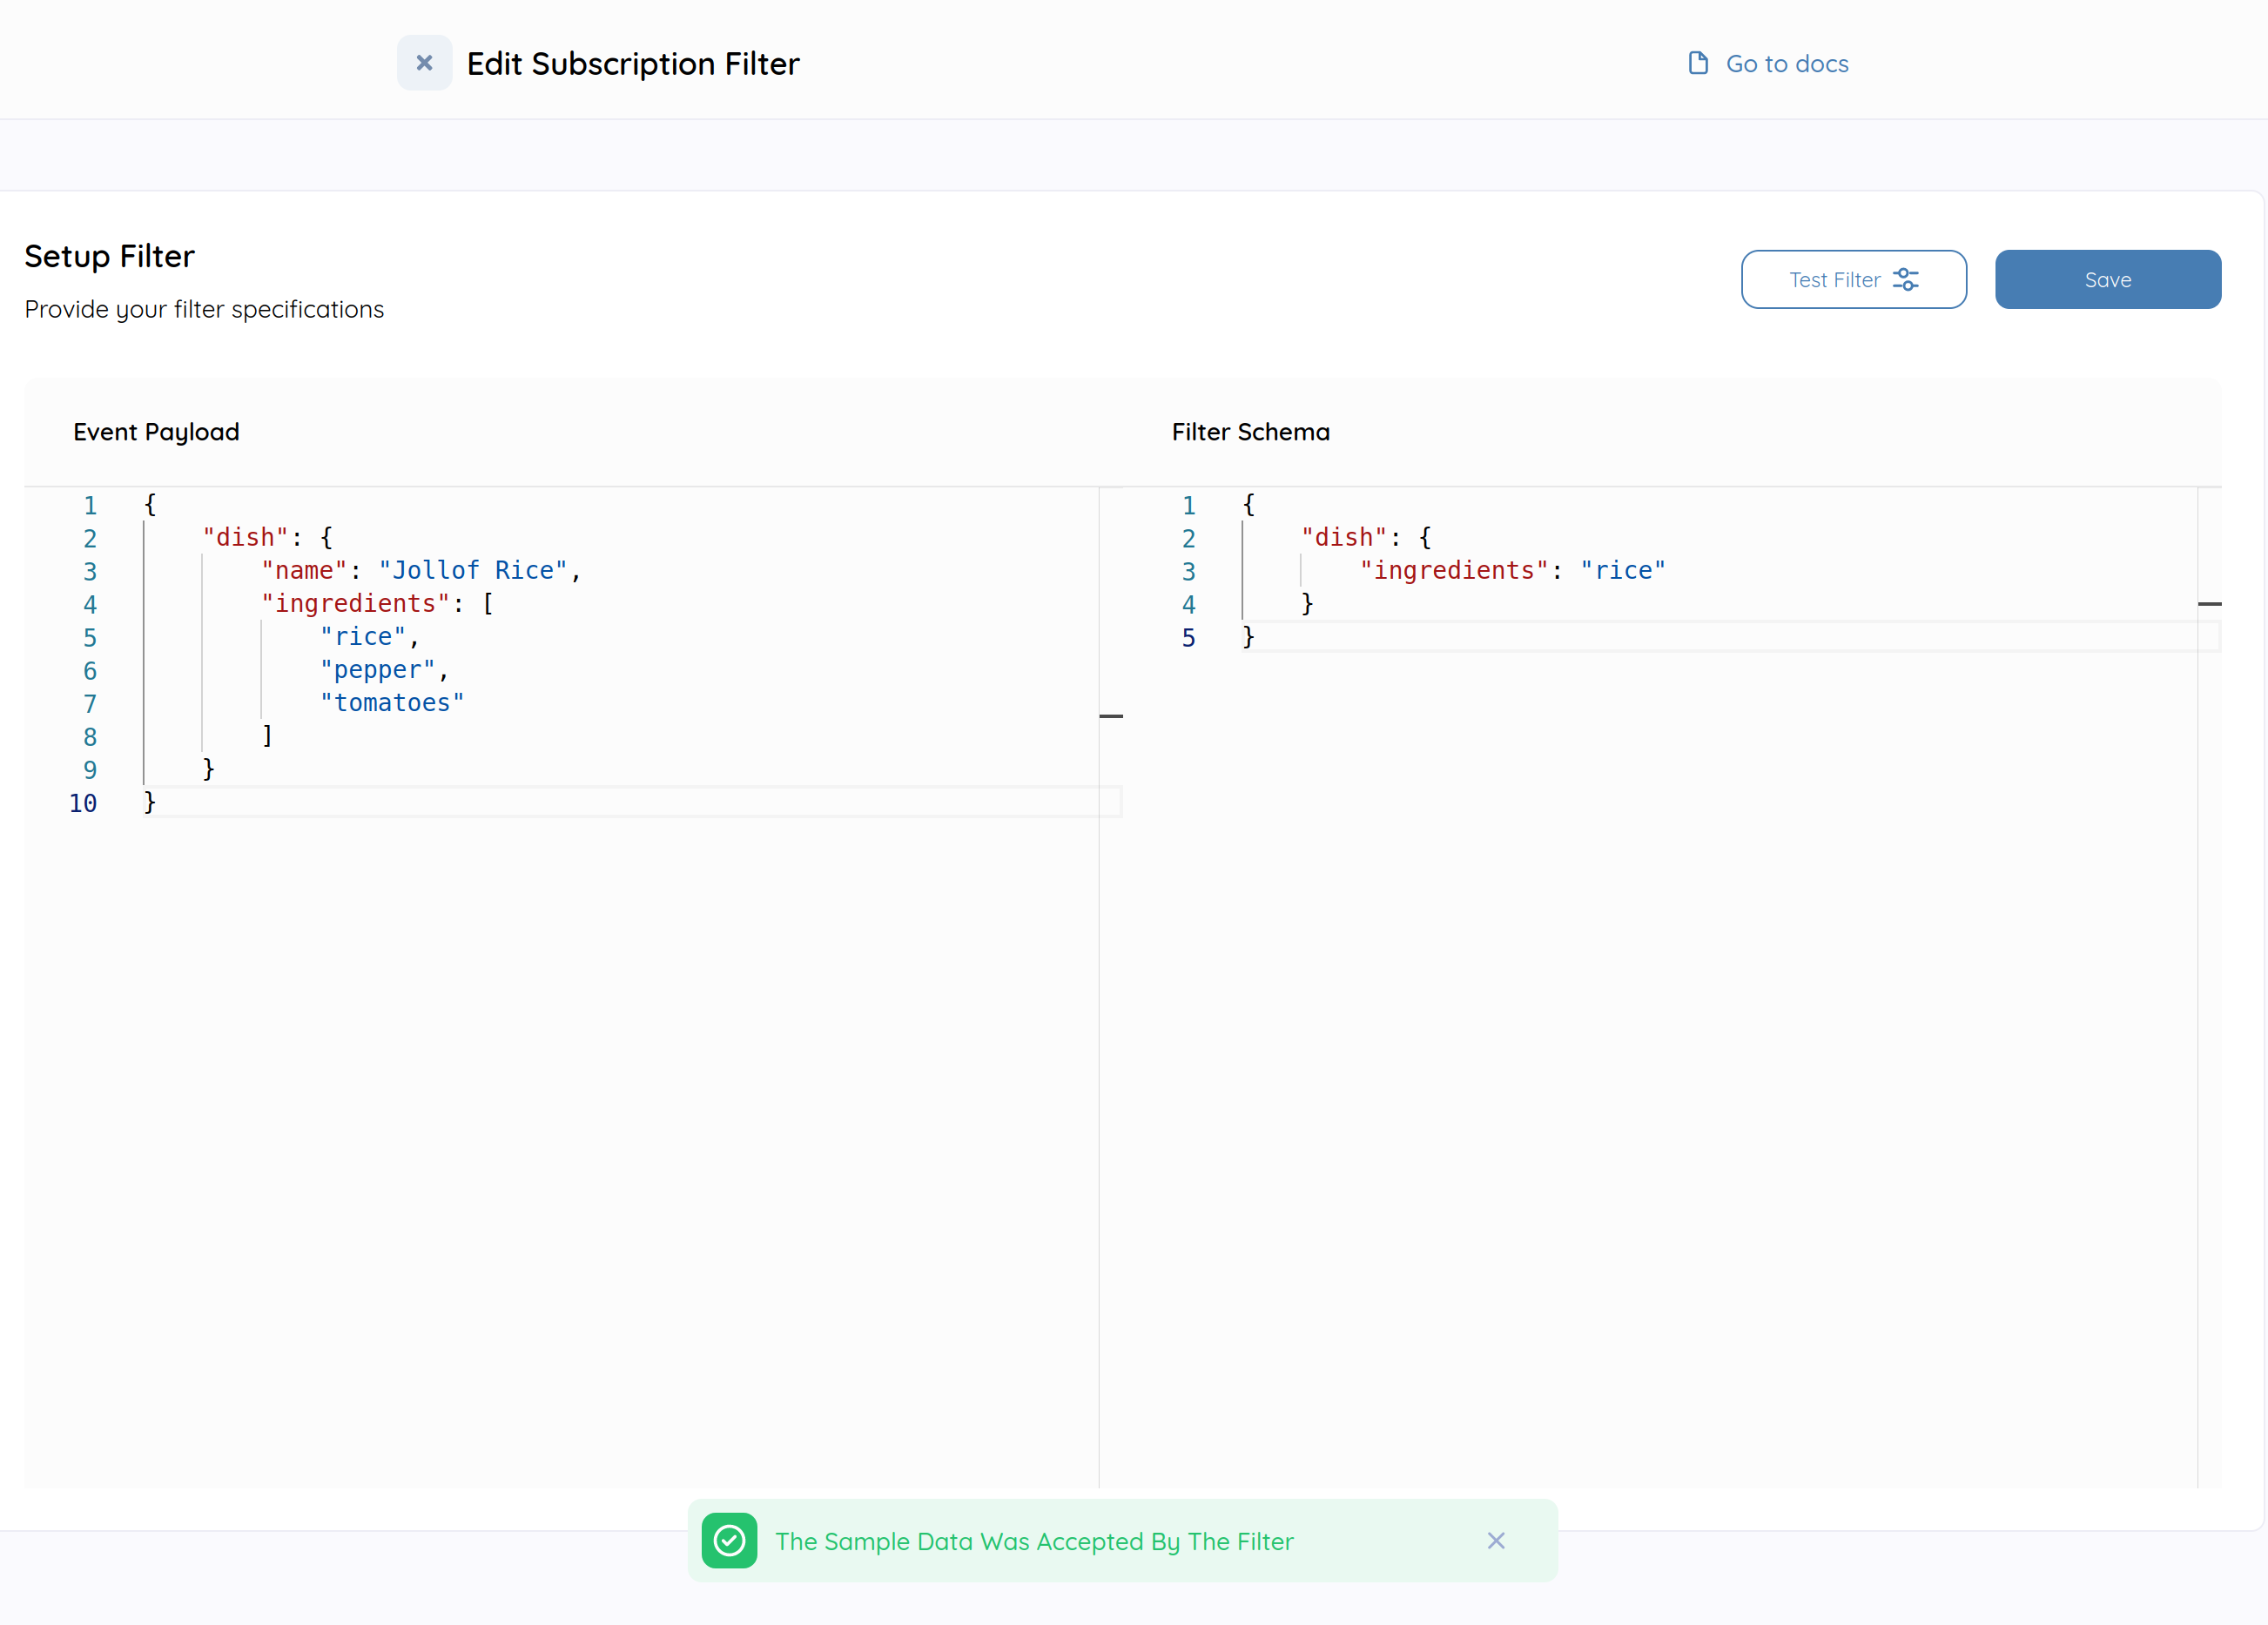 Edit Subscription Filter
Go to docs
Setup Filter
Provide your filter specifications
Test Filter
Save
Event Payload
1 {
2     "dish": {
3         "name": "Jollof Rice",
4         "ingredients": [
5             "rice",
6             "pepper",
7             "tomatoes"
8         ]
9     }
10 }
Filter Schema
1 {
2     "dish": {
3         "ingredients": "rice"
4     }
5 }
The Sample Data Was Accepted By The Filter